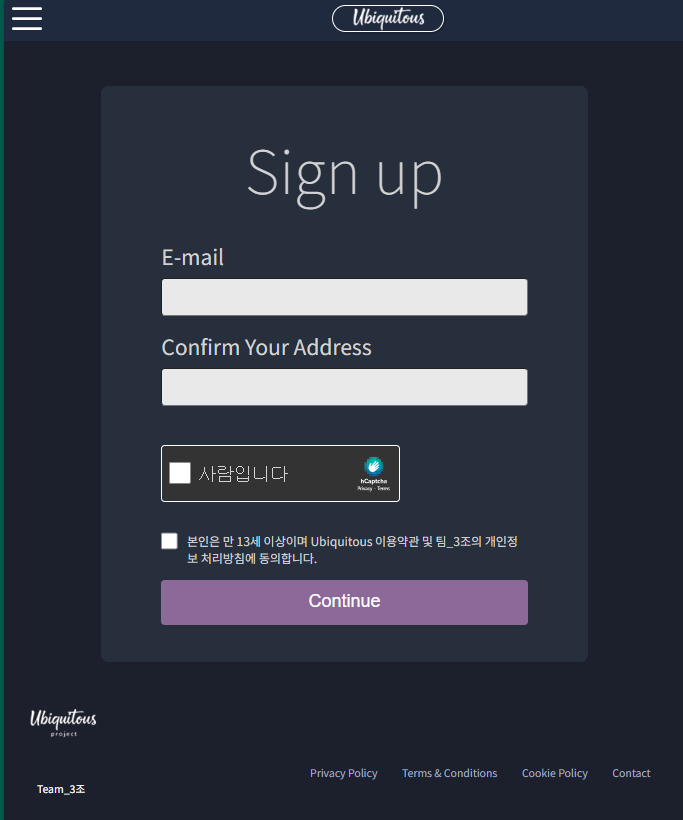 Ubiquitous
Sign up
E-mail
Confirm Your Address
사람입니다
hCaptcha
Privacy - Terms
본인은 만 13세 이상이며 Ubiquitous 이용약관 및 팀_3조의 개인정
보 처리방침에 동의합니다.
Continue
Ubiquitous
project
Privacy Policy Terms & Conditions Cookie Policy Contact
Team_3조